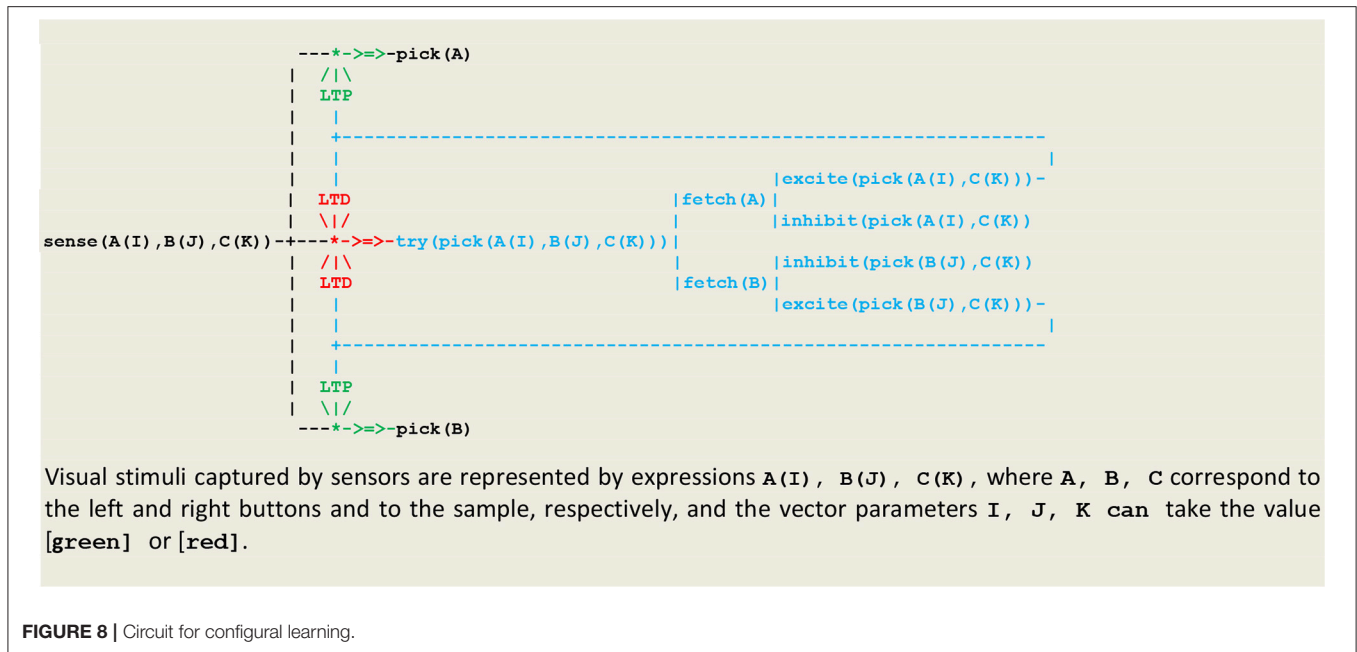 ---*->=>-pick(A)
|  /|\
|  LTP
|   |
|   +-----------------------------------------------------------------
|   |                                                                 |
|   |                                       |excite(pick(A(I),C(K)))-
|  LTD                             |fetch(A)|
|  \|/                             |        |inhibit(pick(A(I),C(K))
sense(A(I),B(J),C(K))-+---*->=>-try(pick(A(I),B(J),C(K)))|
|  /|\                             |        |inhibit(pick(B(J),C(K))
|  LTD                             |fetch(B)|
|   |                                       |excite(pick(B(J),C(K)))-
|   |                                                                 |
|   +-----------------------------------------------------------------
|   |
|  LTP
|  \|/
---*->=>-pick(B)
Visual stimuli captured by sensors are represented by expressions A(I), B(J), C(K), where A, B, C correspond to
the left and right buttons and to the sample, respectively, and the vector parameters I, J, K can take the value
[green] or [red].
FIGURE 8 | Circuit for configural learning.